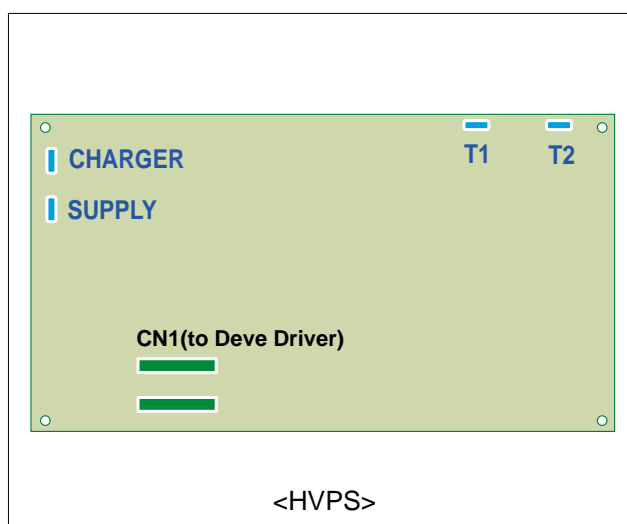 CHARGER
T1
T2
SUPPLY
CN1(to Deve Driver)
<HVPS>